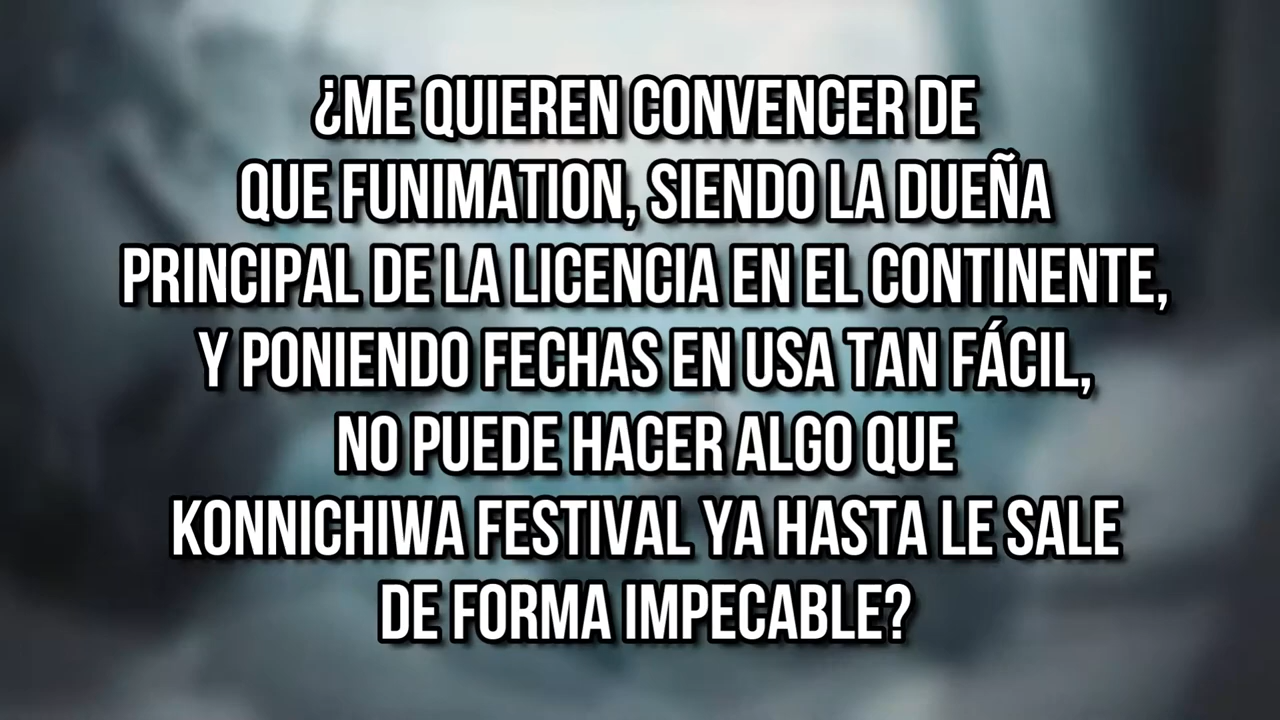 ¿ME QUIEREN CONVENCER DE
QUE FUNIMATION, SIENDO LA DUEÑA
PRINCIPAL DE LA LICENCIA EN EL CONTINENTE,
Y PONIENDO FECHAS EN USA TAN FÁCIL,
NO PUEDE HACER ALGO QUE
KONNICHIWA FESTIVAL YA HASTA LE SALE
DE FORMA IMPECABLE?